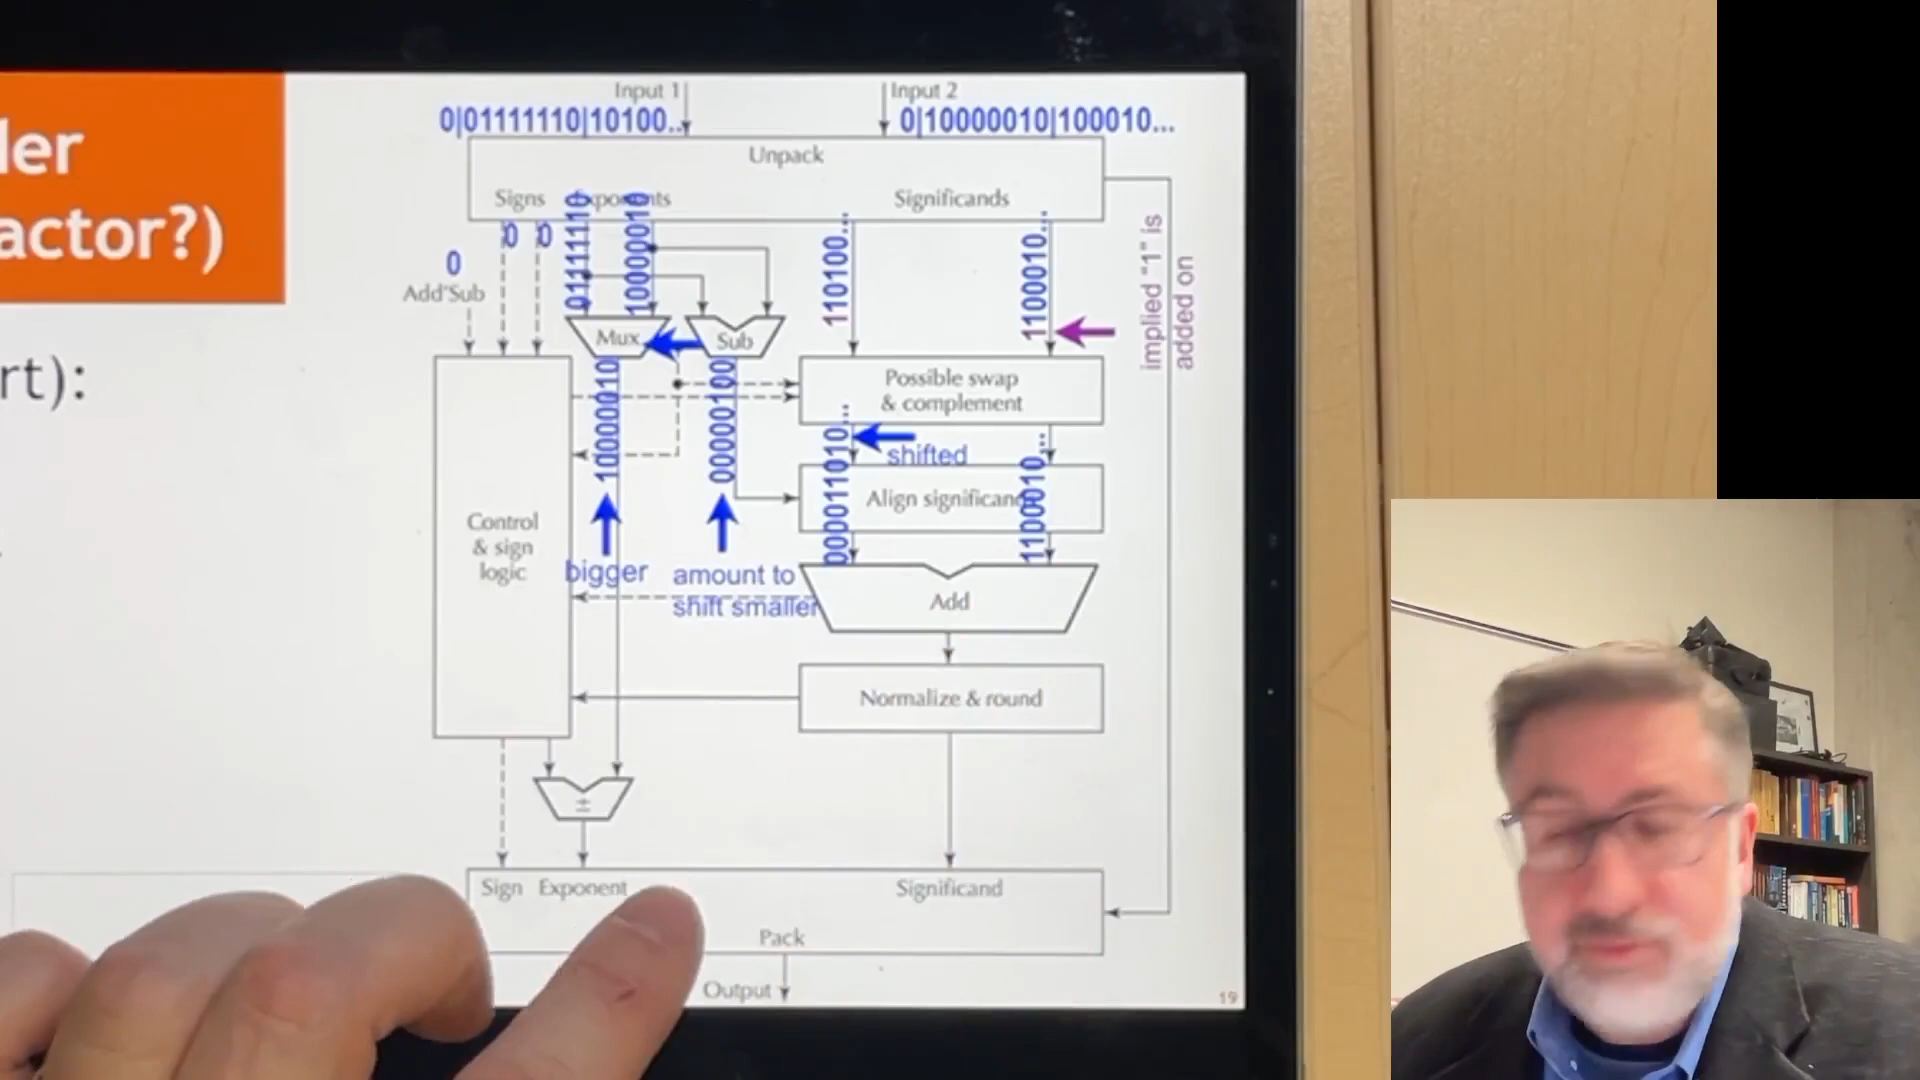 ler
actor?)
rt):
Input 1
Input 2
0|01111110|10100...
0|10000010|100010...
Unpack
Signs
Exponents
Significands
0
0
01111110
10000010
110100...
1100010...
implied "1" is
added on
0
Add'Sub
Mux
Sub
Possible swap
& complement
10000010
00000100
shifted
00001101 0...
1100010...
Align significands
Control
& sign
logic
bigger
amount to
shift smaller
Add
Normalize & round
±
Sign
Exponent
Significand
Pack
Output
19